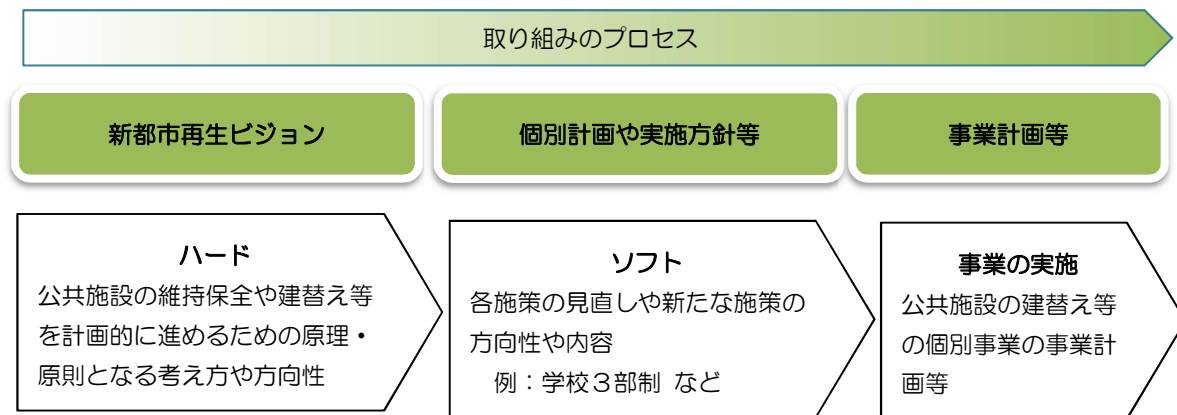 取り組みのプロセス
新都市再生ビジョン
個別計画や実施方針等
事業計画等
ハード
公共施設の維持保全や建替え等
を計画的に進めるための原理・
原則となる考え方や方向性
ソフト
各施策の見直しや新たな施策の
方向性や内容
例：学校３部制 など
事業の実施
公共施設の建替え等
の個別事業の事業計
画等